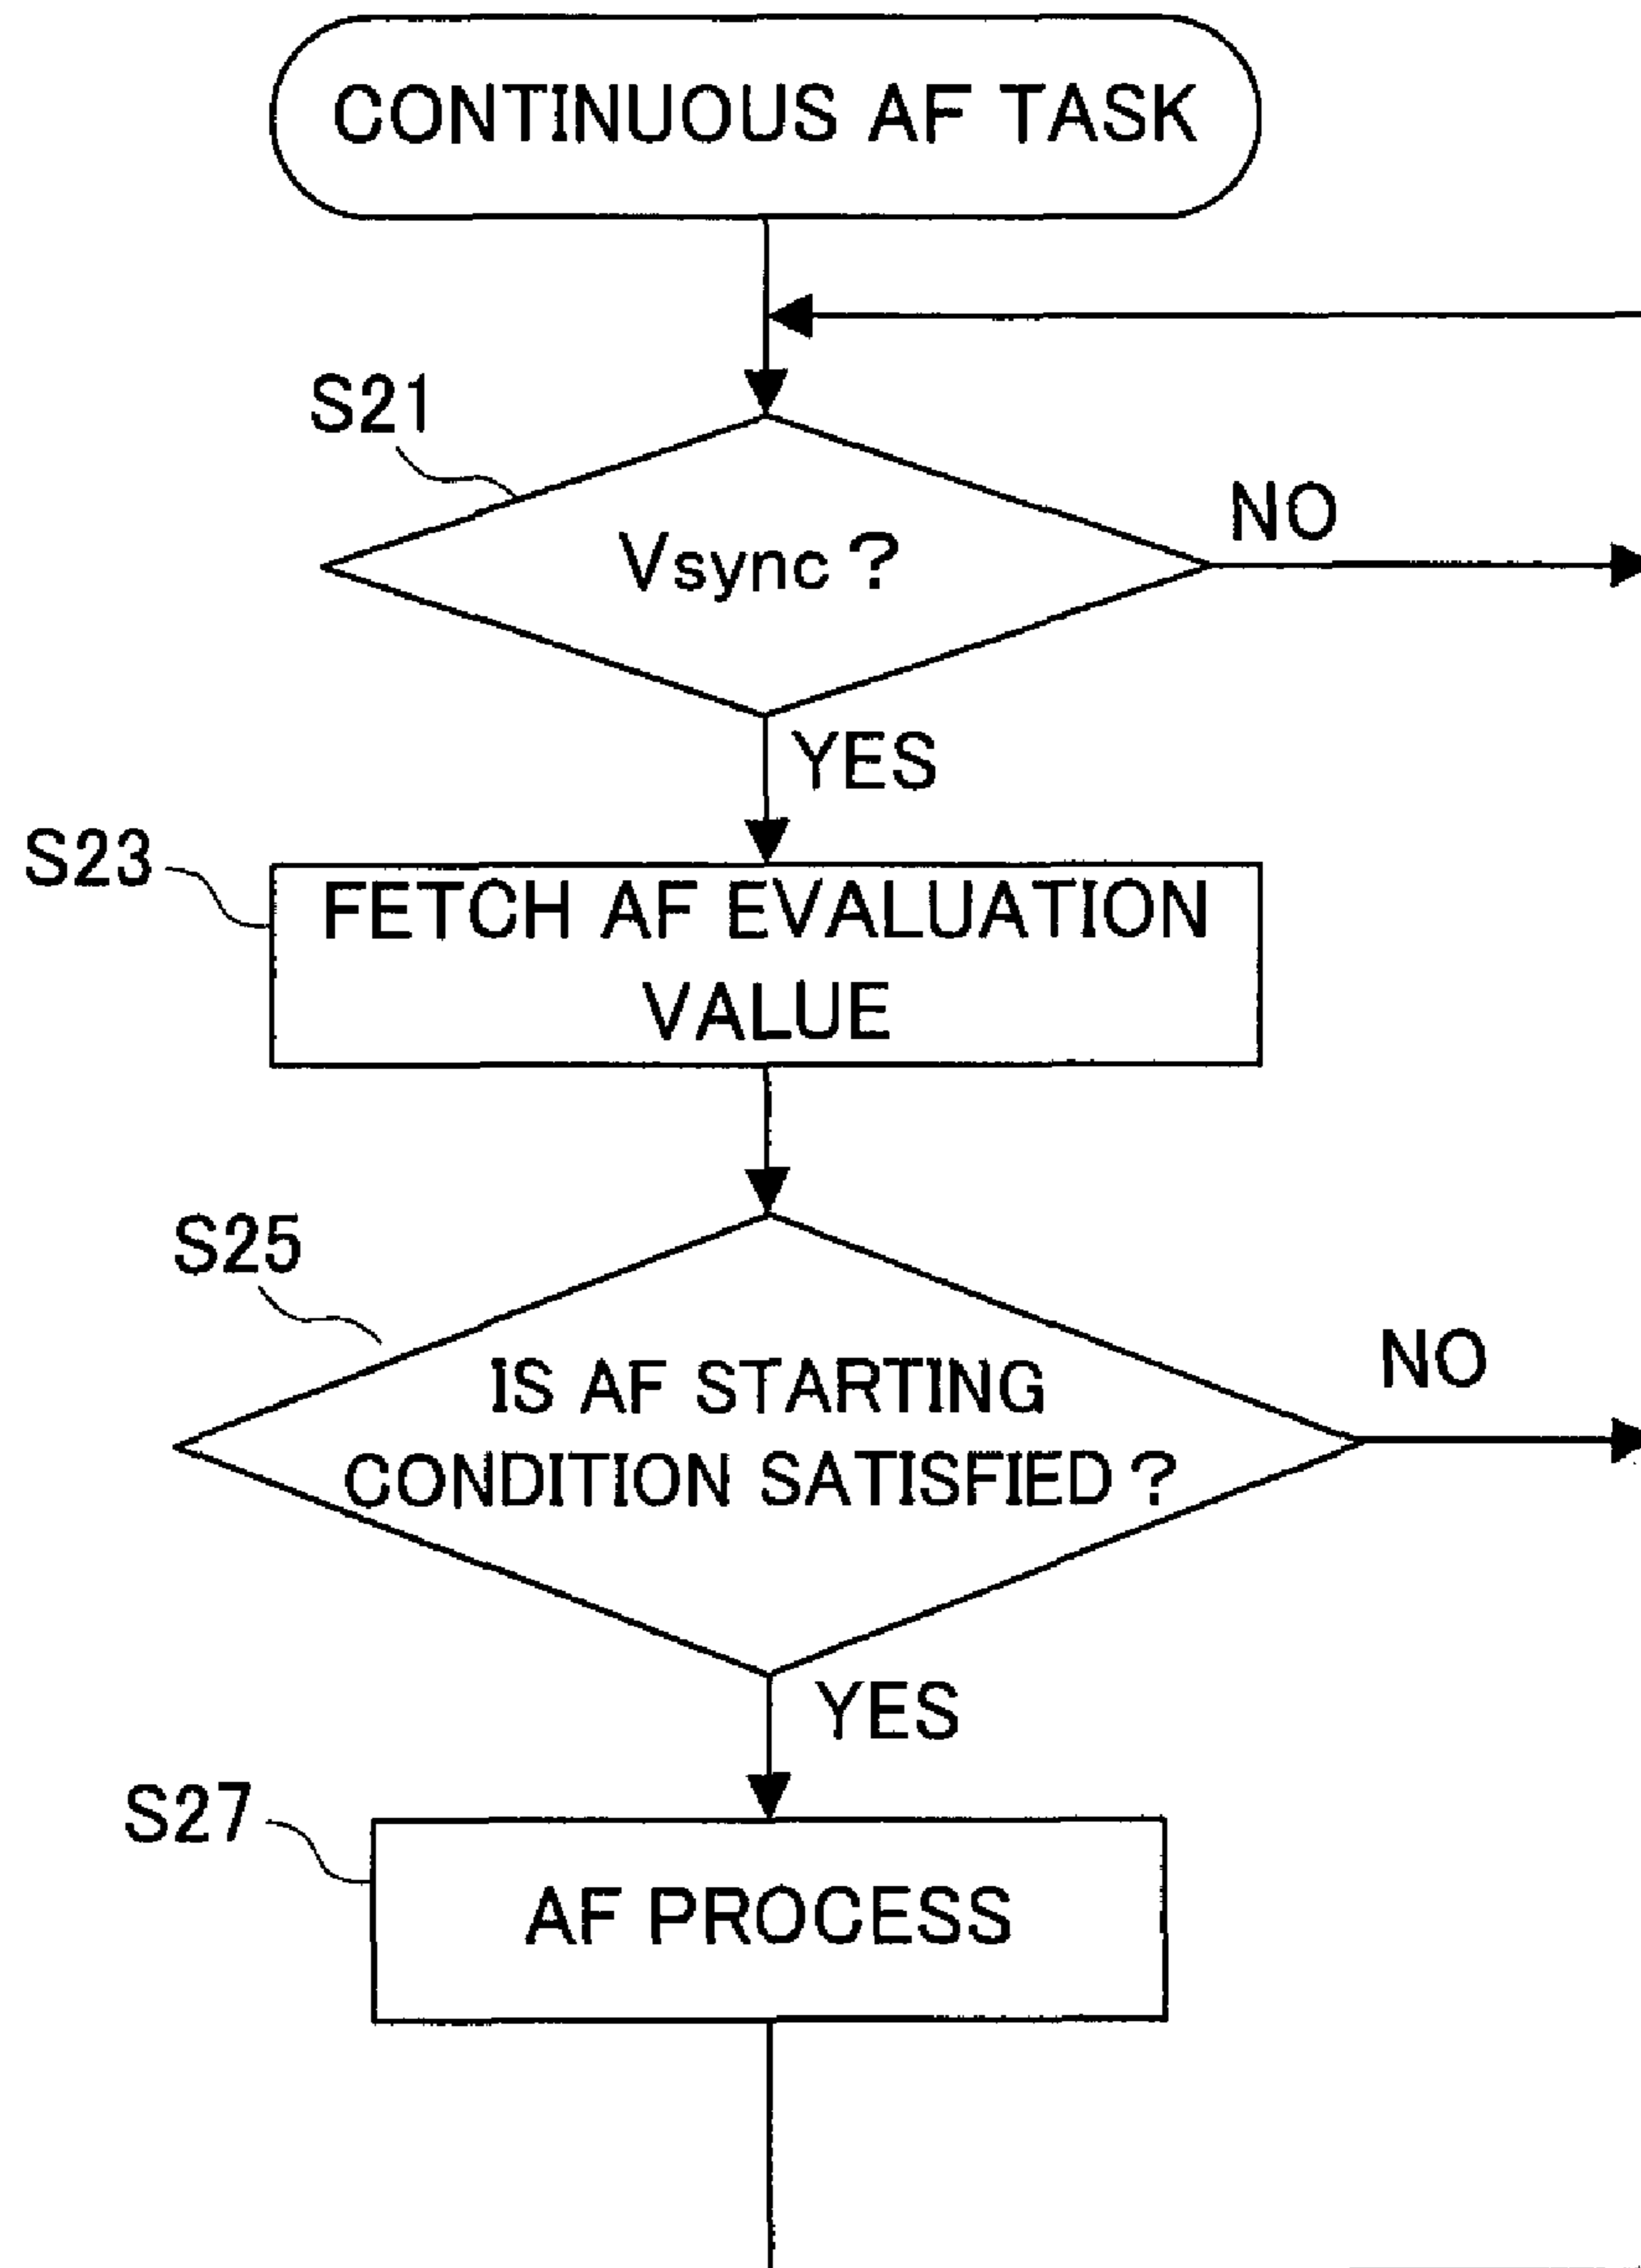 CONTINUOUS AF TASK
S21
Vsync ?
NO
YES
S23
FETCH AF EVALUATION
VALUE
S25
IS AF STARTING
CONDITION SATISFIED ?
NO
YES
S27
AF PROCESS